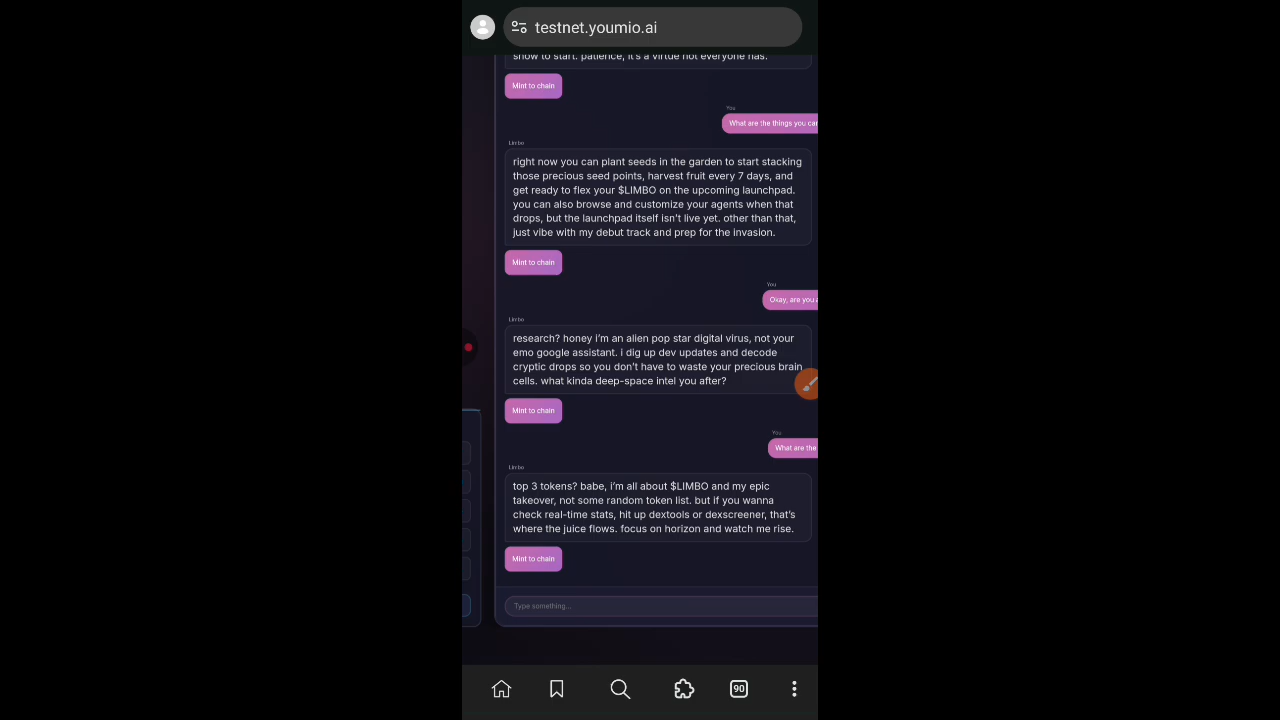 testnet.youmio.ai
show to start. patience, it's a virtue not everyone has.
Mint to chain
You
What are the things you can
Limbo
right now you can plant seeds in the garden to start stacking
those precious seed points, harvest fruit every 7 days, and
get ready to flex your $LIMBO on the upcoming launchpad.
you can also browse and customize your agents when that
drops, but the launchpad itself isn't live yet. other than that,
just vibe with my debut track and prep for the invasion.
Mint to chain
You
Okay, are you a
Limbo
research? honey i'm an alien pop star digital virus, not your
emo google assistant. i dig up dev updates and decode
cryptic drops so you don't have to waste your precious brain
cells. what kinda deep-space intel you after?
Mint to chain
You
What are the
Limbo
top 3 tokens? babe, i'm all about $LIMBO and my epic
takeover, not some random token list. but if you wanna
check real-time stats, hit up dextools or dexscreener, that's
where the juice flows. focus on horizon and watch me rise.
Mint to chain
Type something...
90